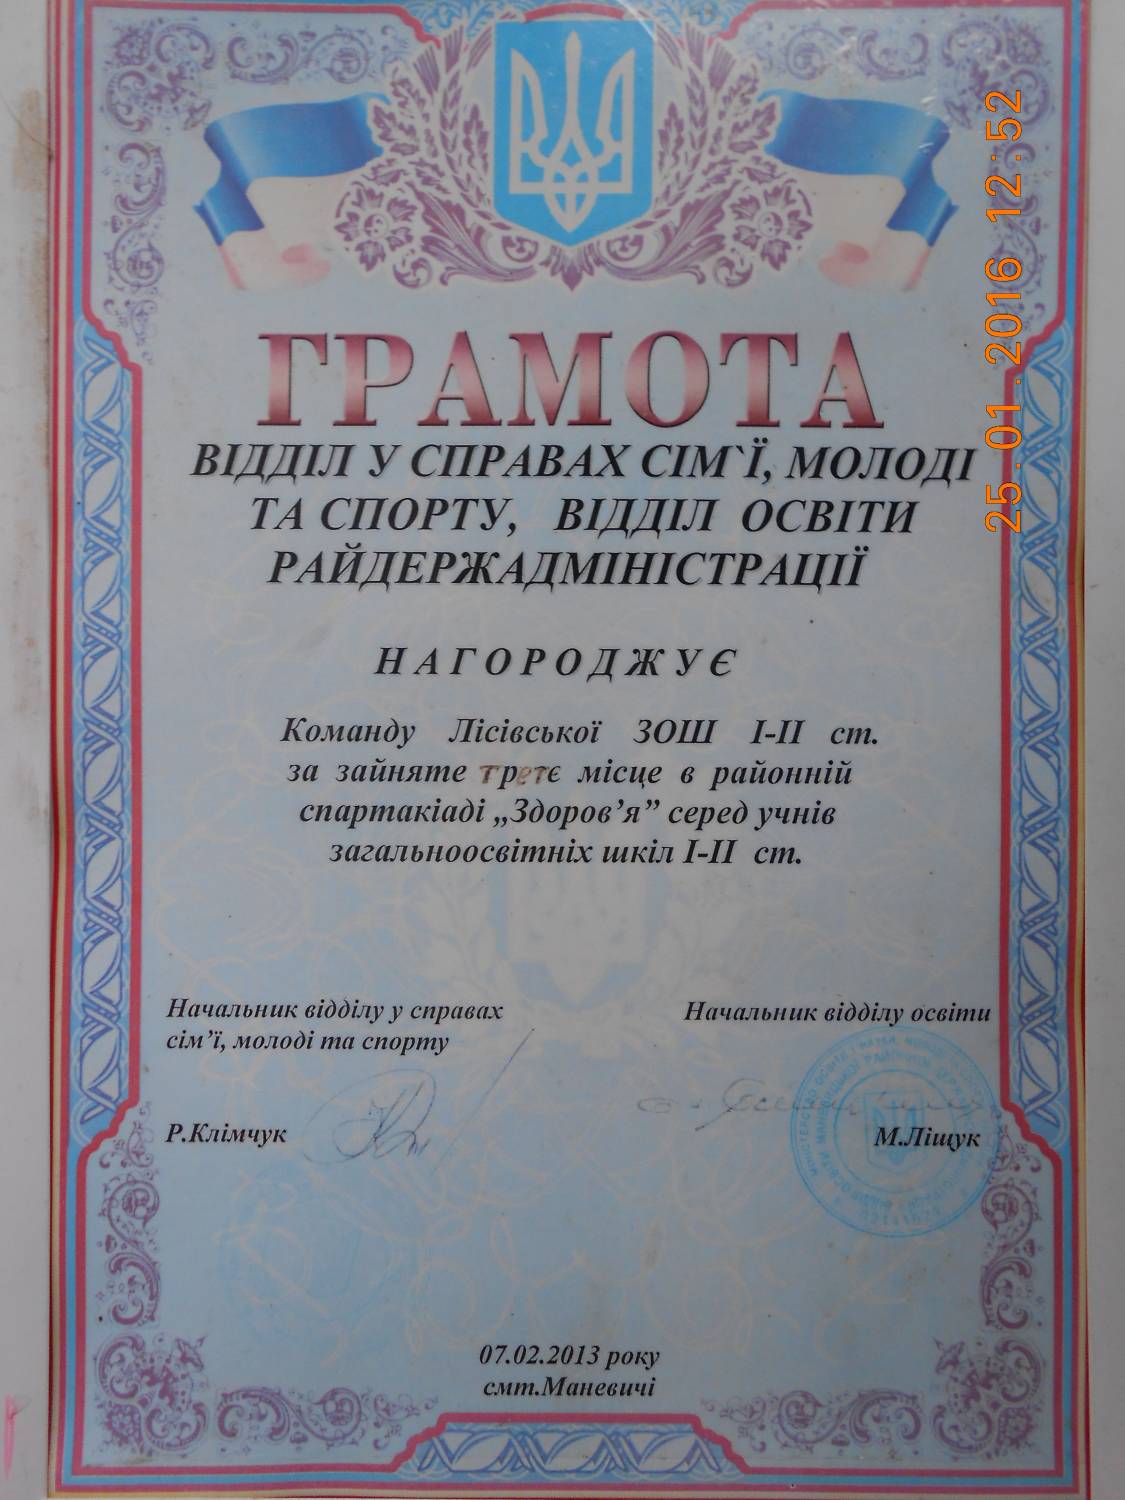 ГРАМОТА
ВІДДІЛ У СПРАВАХ СІМ`Ї, МОЛОДІ
ТА СПОРТУ, ВІДДІЛ ОСВІТИ
РАЙДЕРЖАДМІНІСТРАЦІЇ
НАГОРОДЖУЄ
Команду Лісівської ЗОШ І-ІІ ст.
за зайняте третє місце в районній
спартакіаді „Здоров’я” серед учнів
загальноосвітніх шкіл І-ІІ ст.
Начальник відділу у справах
сім’ї, молоді та спорту
Начальник відділу освіти
Р.Клімчук
М.Ліщук
07.02.2013 року
смт.Маневичі
25.01.2016 12:52